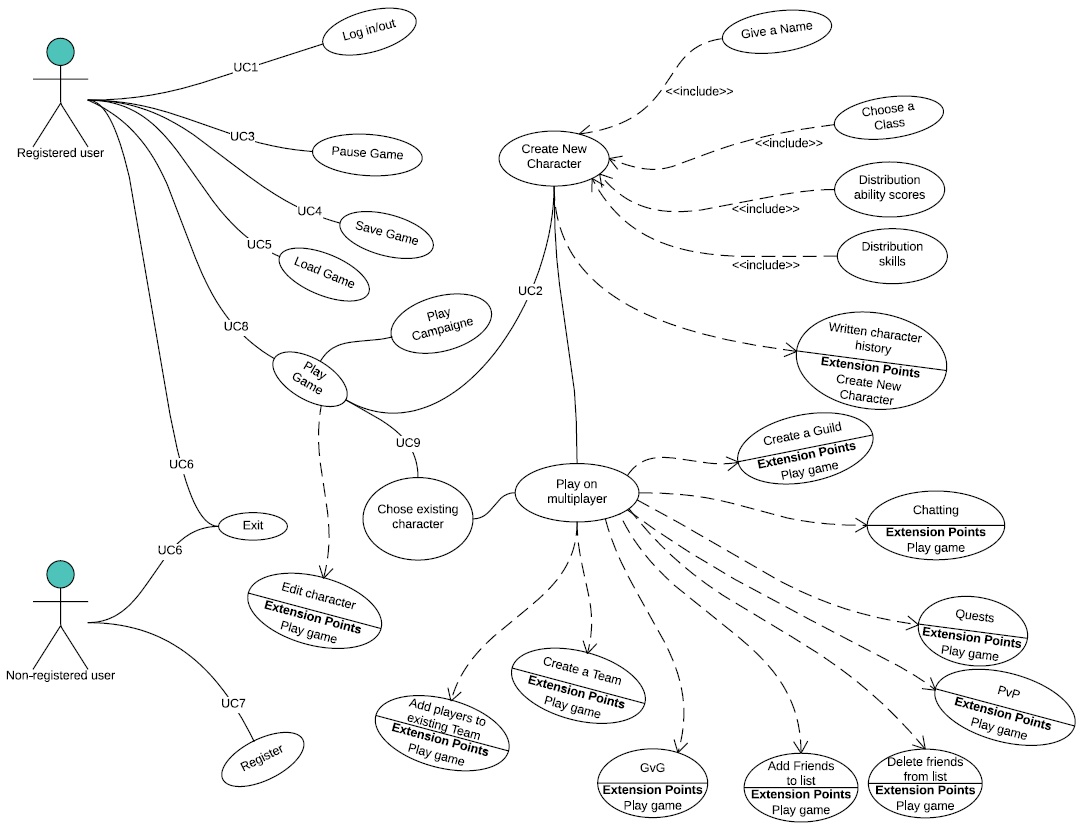 Log in/out
UC1
Registered user
UC3
Pause Game
UC4
Save Game
UC5
Load Game
UC8
Play
Game
Play
Campaigne
UC2
UC9
Chose existing
character
UC6
Exit
UC6
Non-registered user
UC7
Register
Edit character
Extension Points
Play game
Give a Name
<<include>>
Create New
Character
Choose a
Class
<<include>>
Distribution
ability scores
<<include>>
Distribution
skills
<<include>>
Written character
history
Extension Points
Create New
Character
Play on
multiplayer
Create a Guild
Extension Points
Play game
Chatting
Extension Points
Play game
Quests
Extension Points
Play game
PvP
Extension Points
Play game
Add players to
existing Team
Extension Points
Play game
Create a Team
Extension Points
Play game
GvG
Extension Points
Play game
Add Friends
to list
Extension Points
Play game
Delete friends
from list
Extension Points
Play game